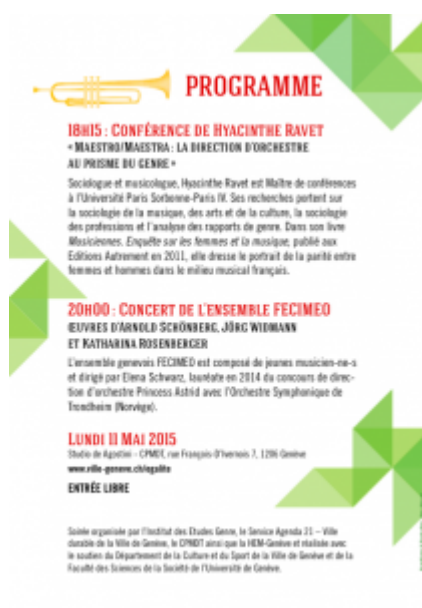 PROGRAMME
18H15 : CONFÉRENCE DE HYACINTHE RAVET
« MAESTRO/MAESTRA : LA DIRECTION D'ORCHESTRE
AU PRISME DU GENRE »
Sociologue et musicologue, Hyacinthe Ravet est Maître de conférences
à l'Université Paris Sorbonne-Paris IV. Ses recherches portent sur
la sociologie de la musique, des arts et de la culture, la sociologie
des professions et l'analyse des rapports de genre. Dans son livre
Musiciennes. Enquête sur les femmes et la musique, publié aux
Editions Autrement en 2011, elle dresse le portrait de la parité entre
femmes et hommes dans le milieu musical français.
20H00 : CONCERT DE L'ENSEMBLE FECIMEO
ŒUVRES D'ARNOLD SCHÖNBERG, JÖRG WIDMANN
ET KATHARINA ROSENBERGER
L'ensemble genevois FECIMEO est composé de jeunes musicien-ne-s
et dirigé par Elena Schwarz, lauréate en 2014 du concours de direc-
tion d'orchestre Princess Astrid avec l'Orchestre Symphonique de
Trondheim (Norvège).
LUNDI 11 MAI 2015
Studio de Agostini - CPMDT, rue François-D'Ivernois 7, 1206 Genève
www.ville-geneve.ch/egalite
ENTRÉE LIBRE
Soirée organisée par l'Institut des Etudes Genre, le Service Agenda 21 – Ville
durable de la Ville de Genève, le CPMDT ainsi que la HEM-Genève et réalisée avec
le soutien du Département de la Culture et du Sport de la Ville de Genève et de la
Faculté des Sciences de la Société de l'Université de Genève.